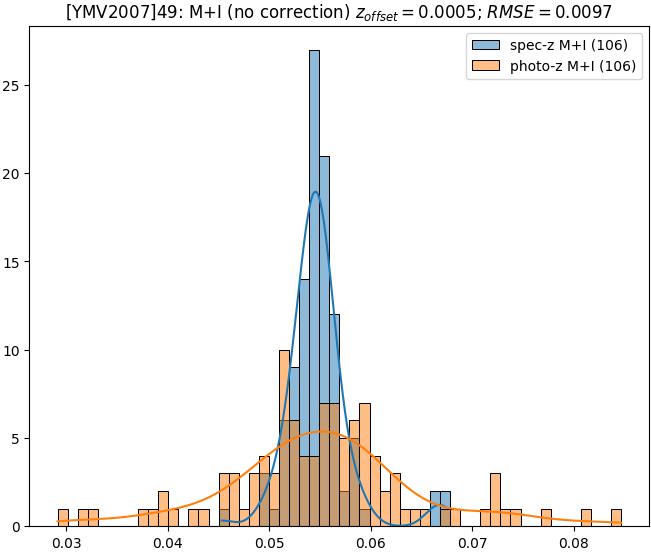 [YMV2007]49: M+I (no correction) z_offset = 0.0005; RMSE = 0.0097
spec-z M+I (106)
photo-z M+I (106)
25
20
15
10
5
0
0.03 0.04 0.05 0.06 0.07 0.08